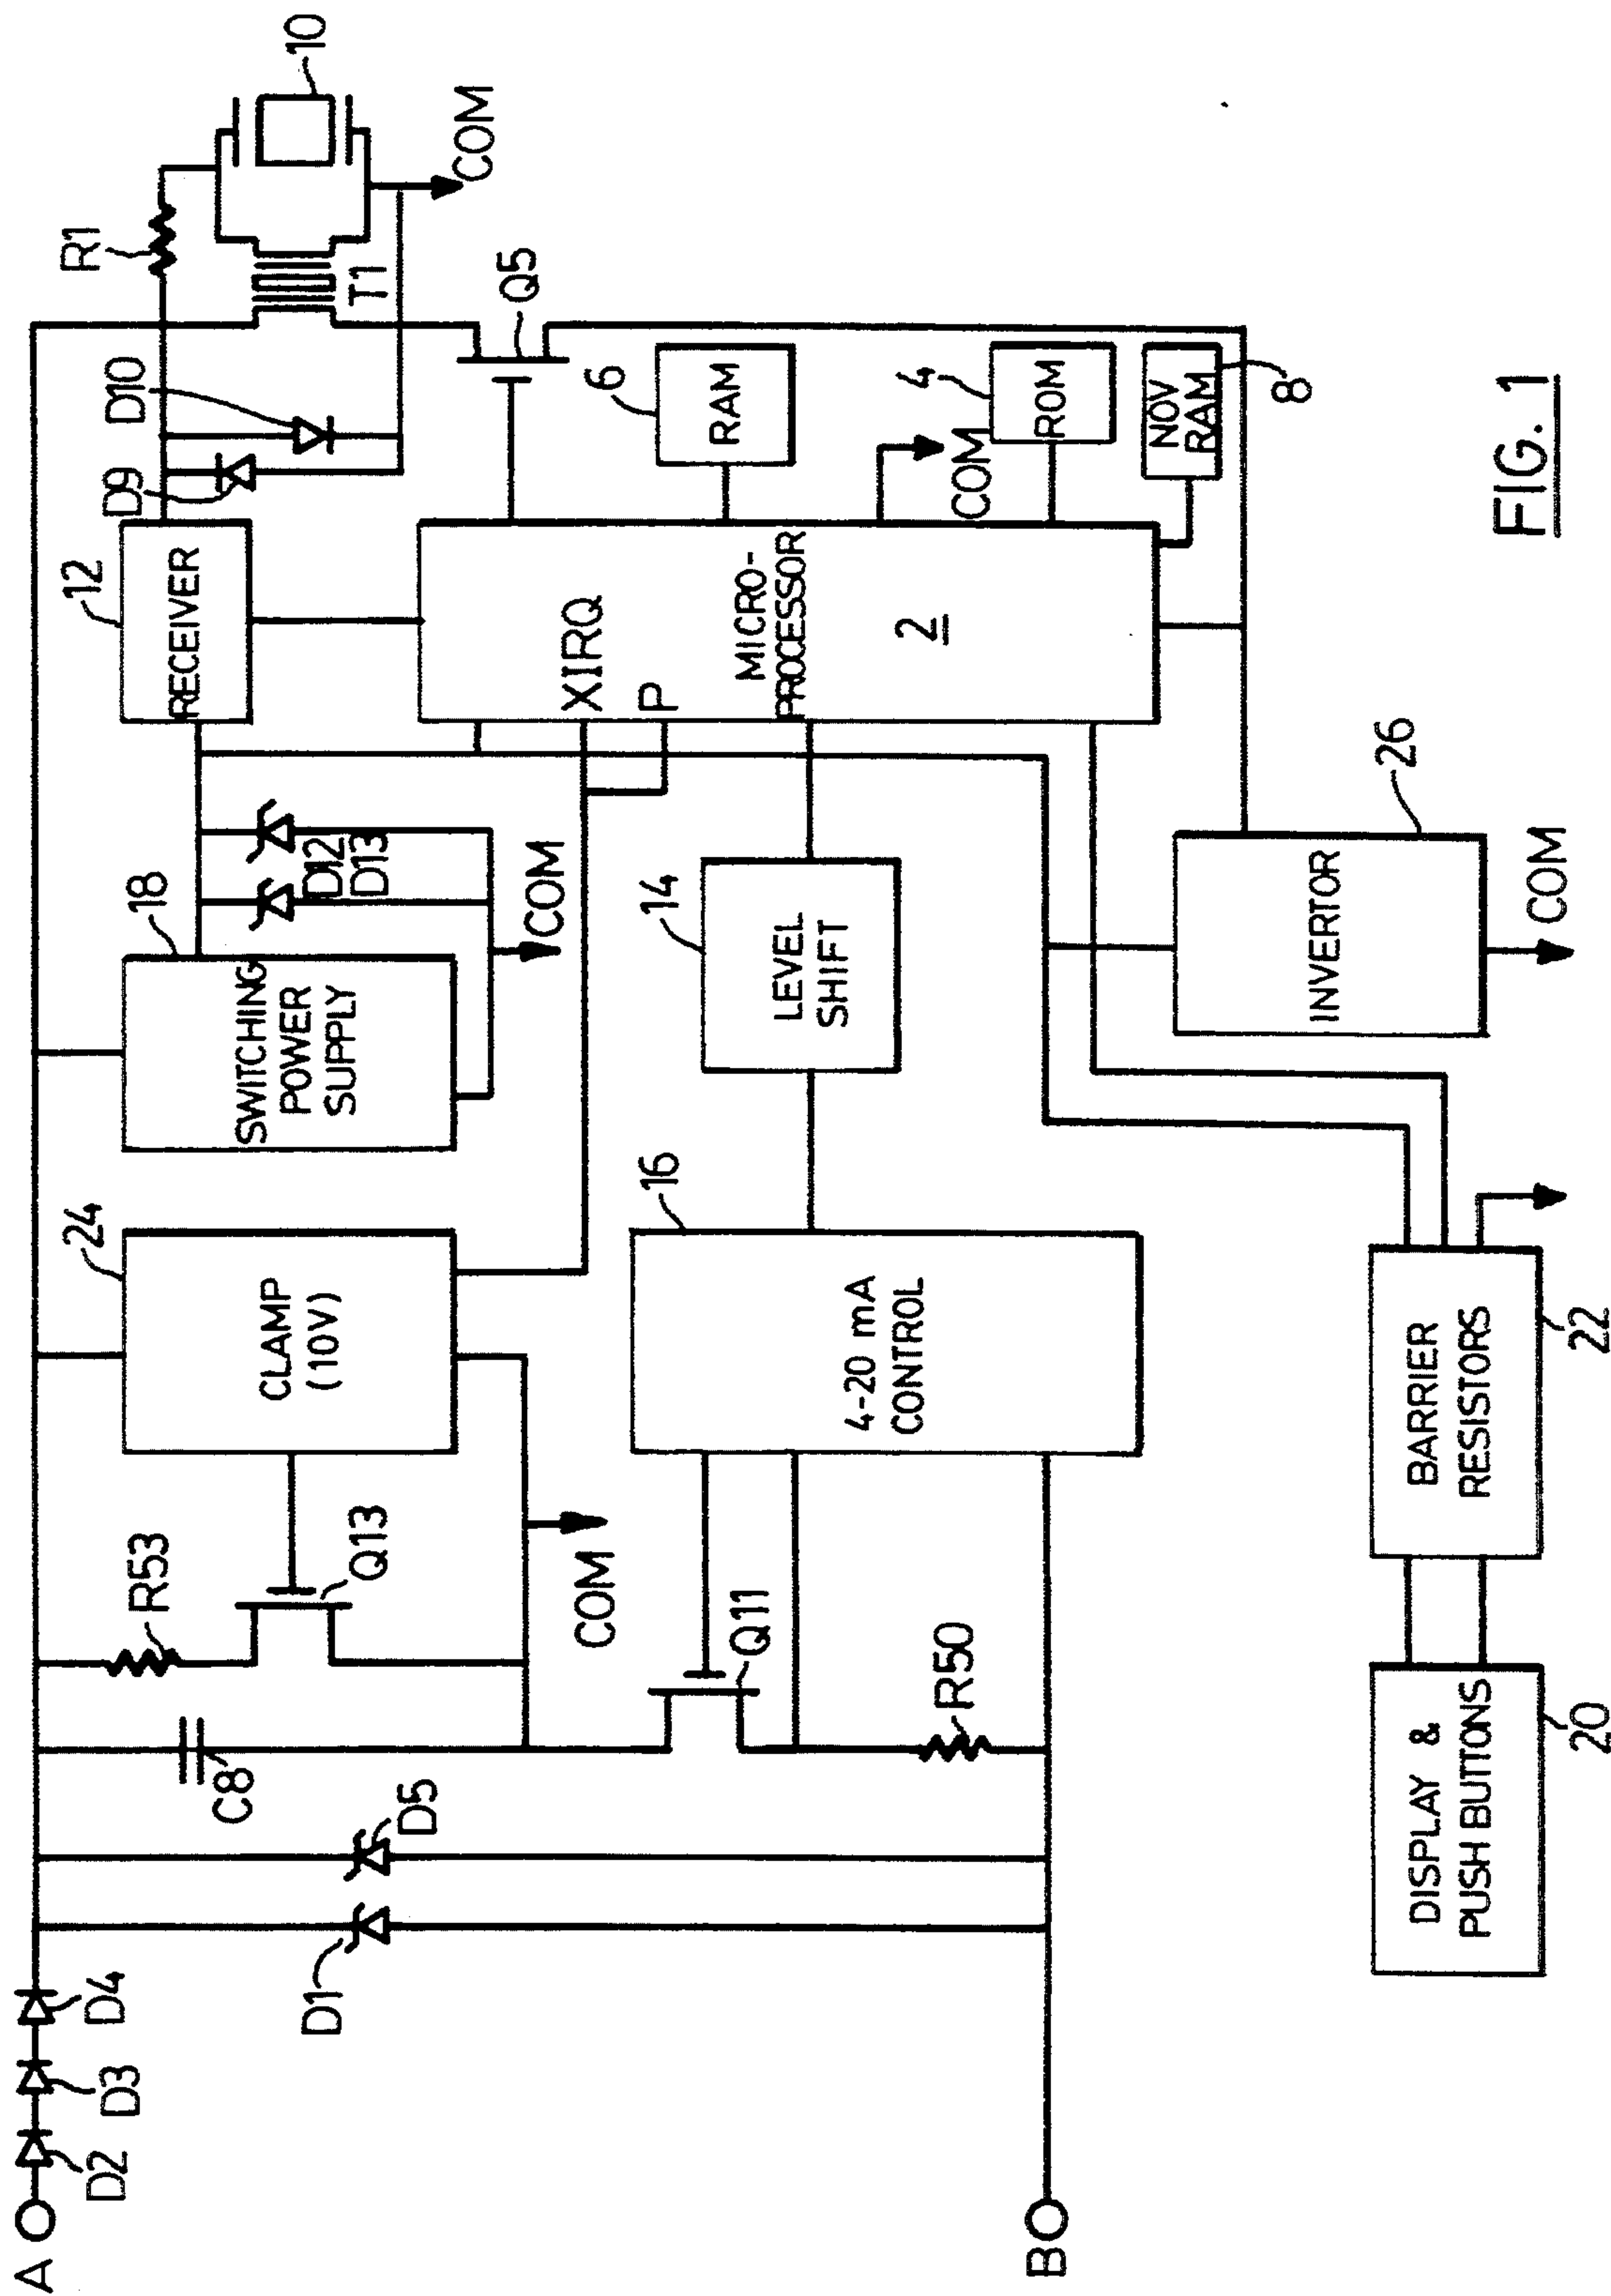 A
D2
D3
D4
D1
D5
C8
R53
Q13
COM
24
CLAMP
(10V)
18
SWITCHING
POWER
SUPPLY
D12
D13
COM
12
RECEIVER
D9
D10
R1
T1
10
COM
Q5
XIRQ
P
MICRO-
PROCESSOR
2
6
RAM
COM
4
ROM
NOV
RAM
8
14
LEVEL
SHIFT
16
4-20 mA
CONTROL
Q11
R50
B
26
INVERTOR
COM
BARRIER
RESISTORS
22
DISPLAY &
PUSH BUTTONS
20
FIG. 1